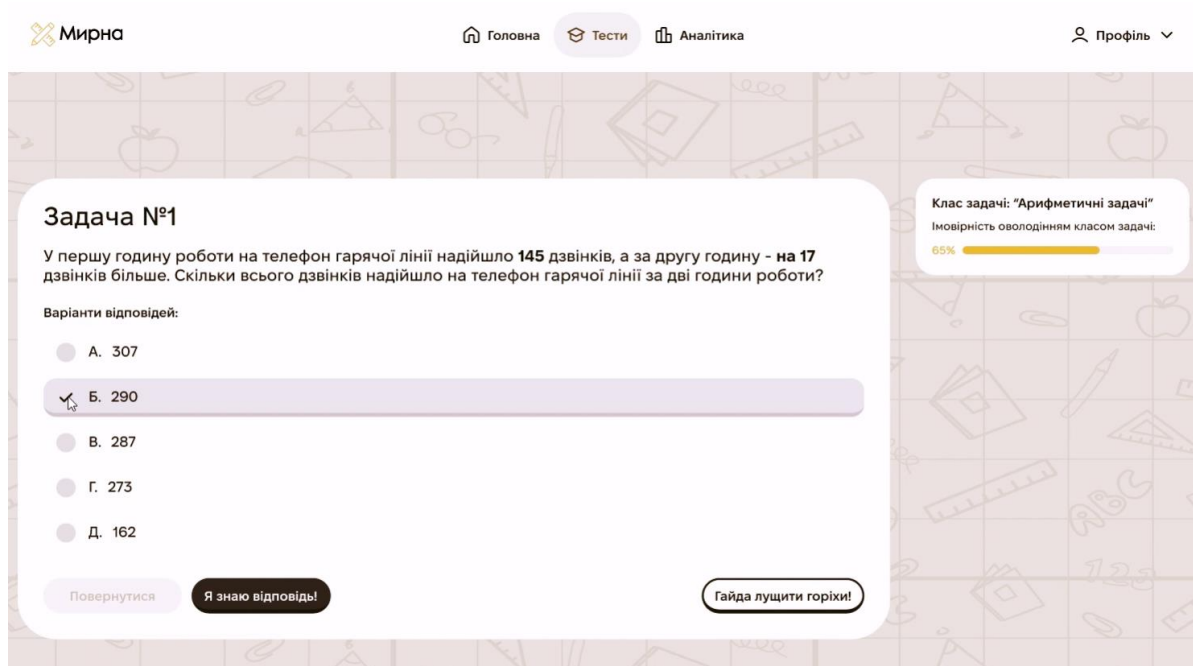 Мирна
Головна
Тести
Аналітика
Профіль
Задача №1
У першу годину роботи на телефон гарячої лінії надійшло 145 дзвінків, а за другу годину - на 17
дзвінків більше. Скільки всього дзвінків надійшло на телефон гарячої лінії за дві години роботи?
Варіанти відповідей:
А. 307
Б. 290
В. 287
Г. 273
Д. 162
Повернутися
Я знаю відповідь!
Гайда лущити горіхи!
Клас задачі: “Арифметичні задачі”
Імовірність оволодінням класом задачі:
65%
ABC
123